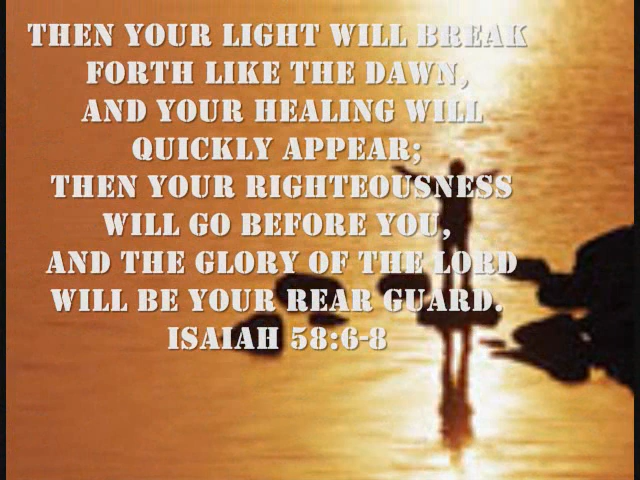 THEN YOUR LIGHT WILL BREAK
FORTH LIKE THE DAWN,
AND YOUR HEALING WILL
QUICKLY APPEAR;
THEN YOUR RIGHTEOUSNESS
WILL GO BEFORE YOU,
AND THE GLORY OF THE LORD
WILL BE YOUR REAR GUARD.
ISAIAH 58:6-8